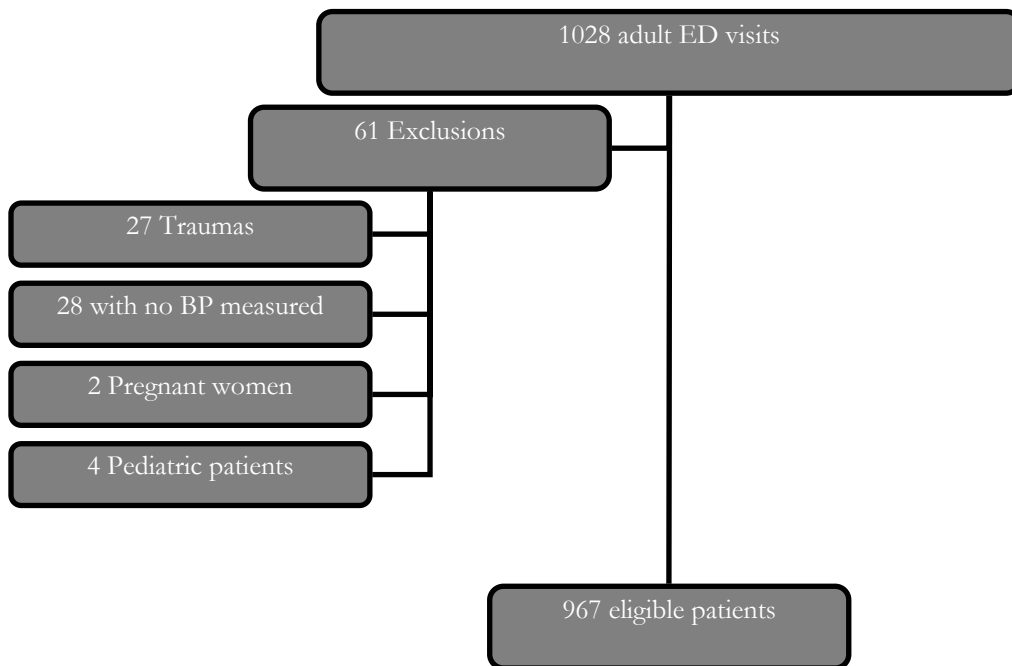 1028 adult ED visits
61 Exclusions
27 Traumas
28 with no BP measured
2 Pregnant women
4 Pediatric patients
967 eligible patients